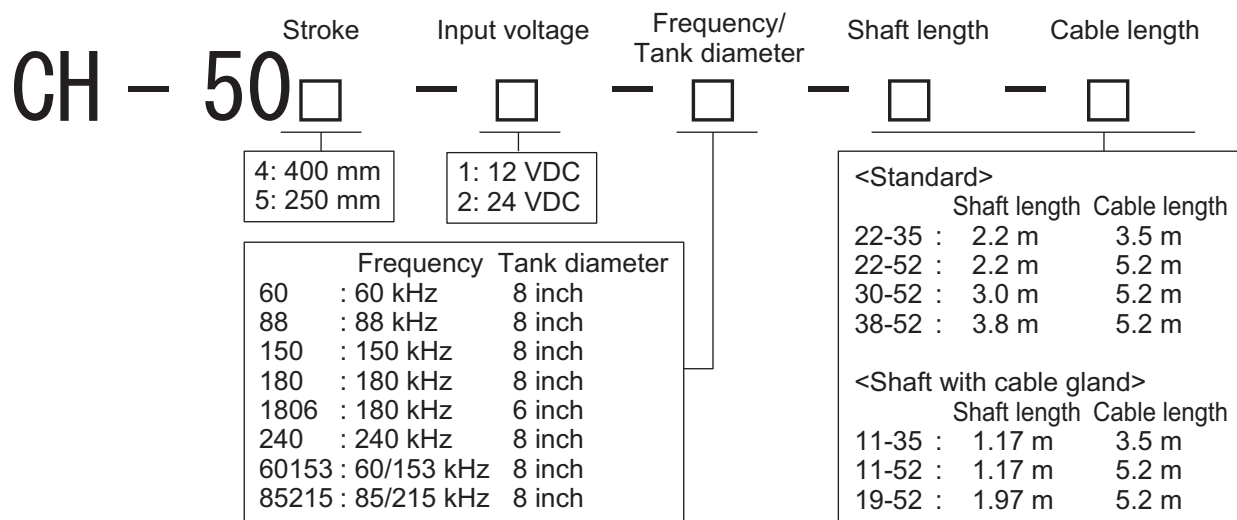 Stroke Input voltage Frequency/ Tank diameter Shaft length Cable length
CH － 50□ － □ － □ － □ － □
4: 400 mm
5: 250 mm
1: 12 VDC
2: 24 VDC
Frequency Tank diameter
60 : 60 kHz 8 inch
88 : 88 kHz 8 inch
150 : 150 kHz 8 inch
180 : 180 kHz 8 inch
1806 : 180 kHz 6 inch
240 : 240 kHz 8 inch
60153 : 60/153 kHz 8 inch
85215 : 85/215 kHz 8 inch
<Standard>
Shaft length Cable length
22-35 : 2.2 m 3.5 m
22-52 : 2.2 m 5.2 m
30-52 : 3.0 m 5.2 m
38-52 : 3.8 m 5.2 m
<Shaft with cable gland>
Shaft length Cable length
11-35 : 1.17 m 3.5 m
11-52 : 1.17 m 5.2 m
19-52 : 1.97 m 5.2 m